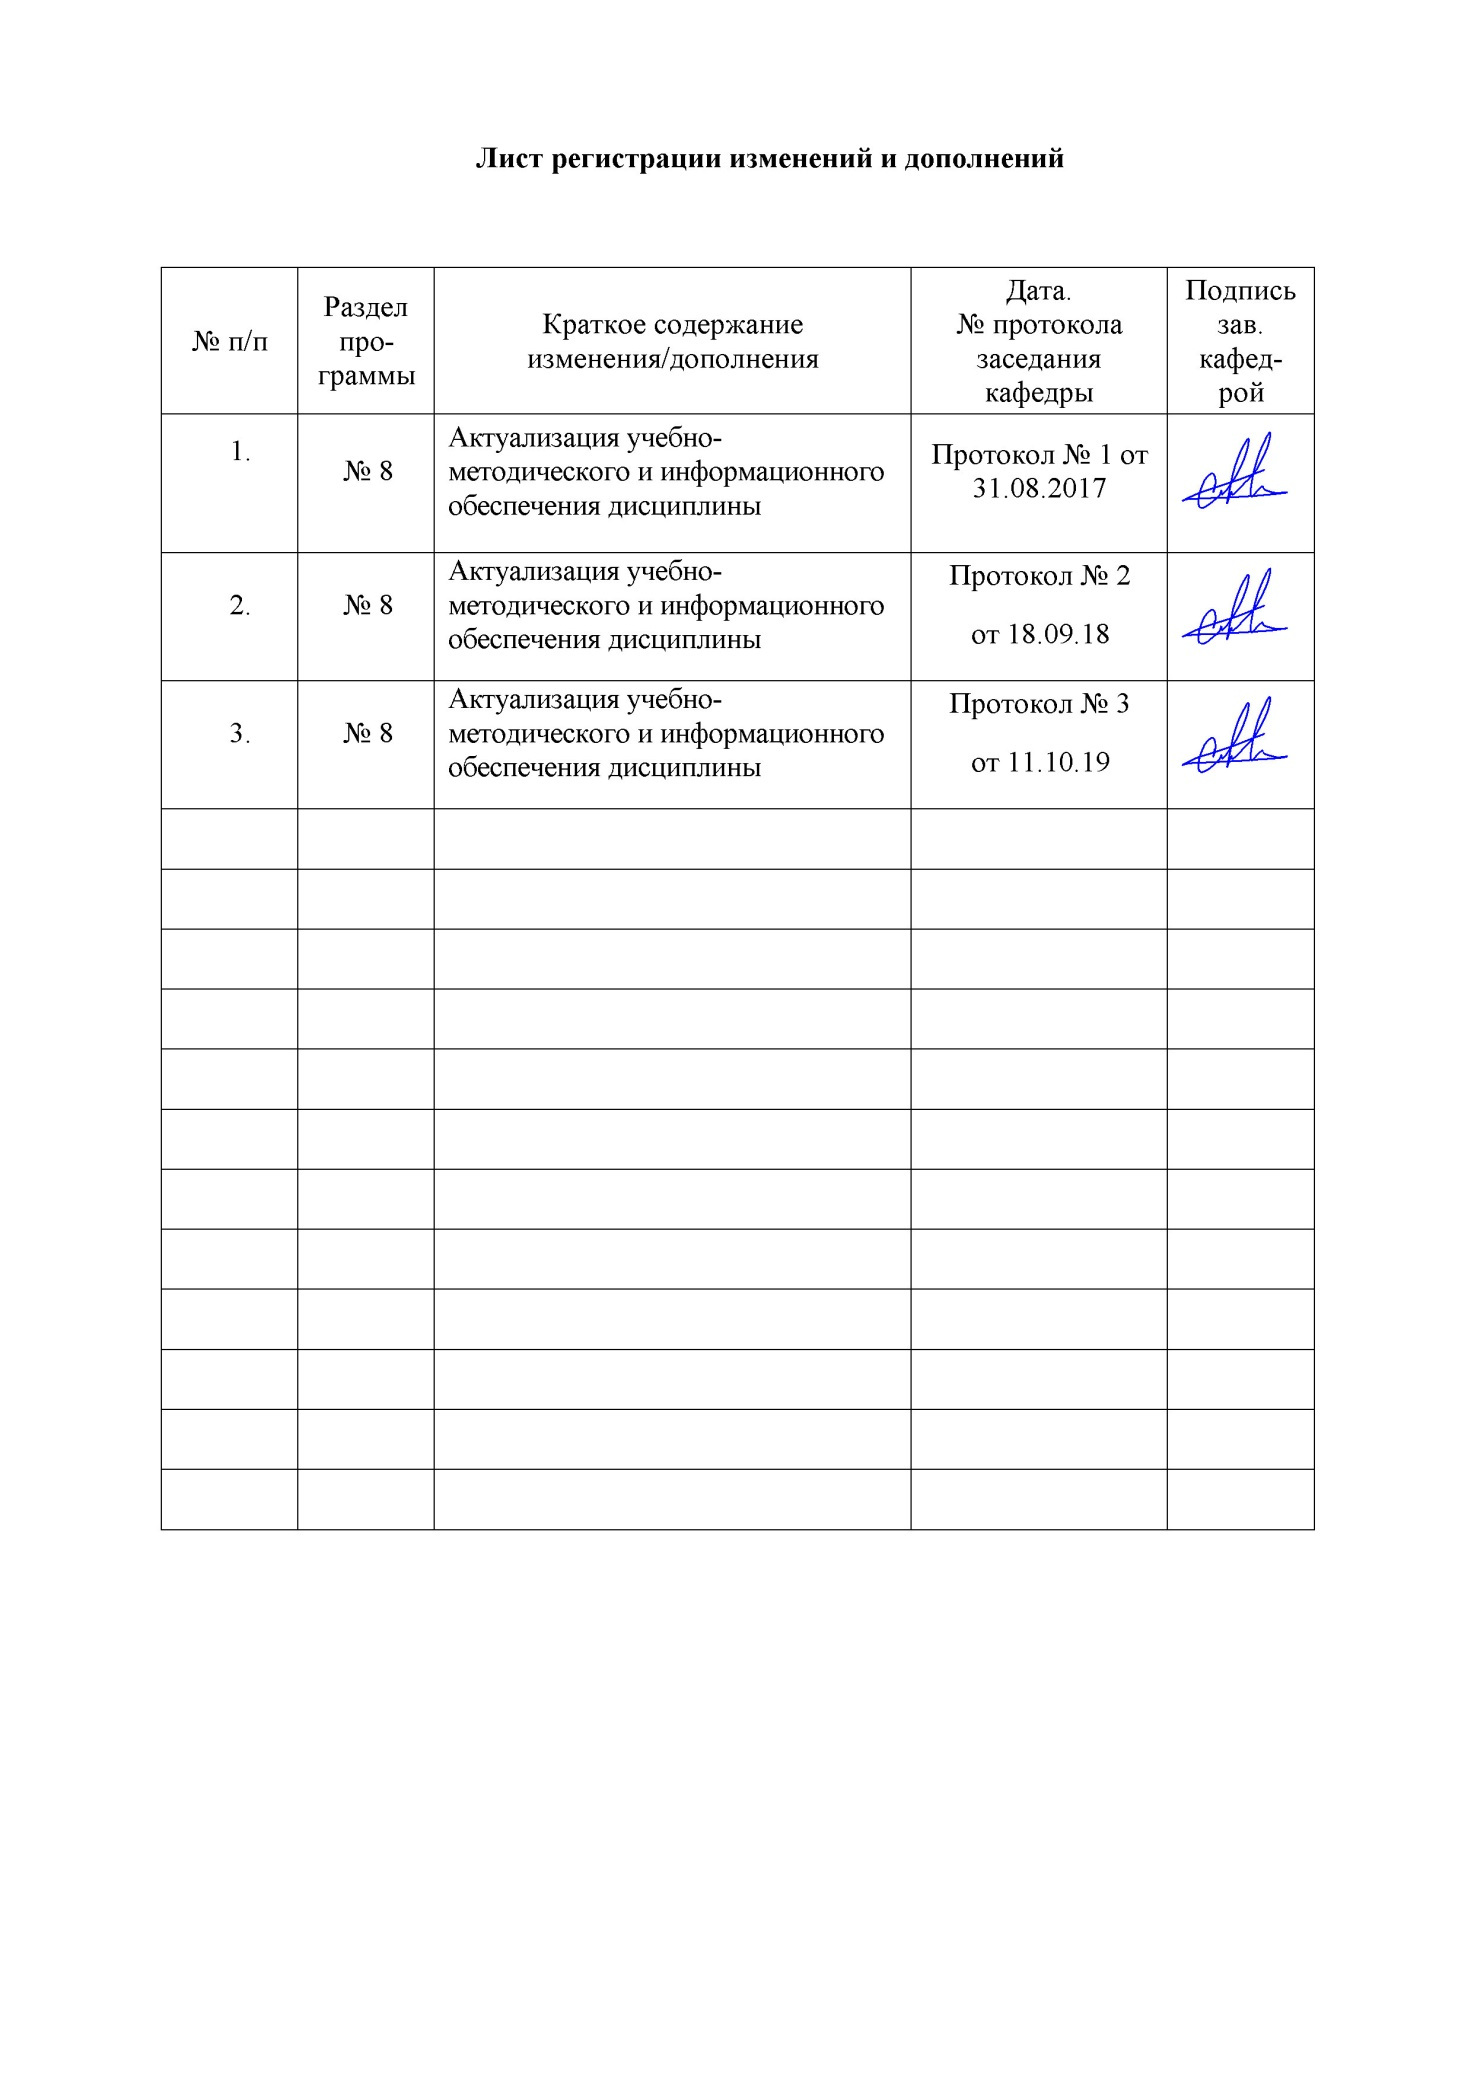 Лист регистрации изменений и дополнений
№ п/п
Раздел
про-
граммы
Краткое содержание
изменения/дополнения
Дата.
№ протокола
заседания
кафедры
Подпись
зав.
кафед-
рой
1.
№ 8
Актуализация учебно-
методического и информационного
обеспечения дисциплины
Протокол № 1 от
31.08.2017
2.
№ 8
Актуализация учебно-
методического и информационного
обеспечения дисциплины
Протокол № 2
от 18.09.18
3.
№ 8
Актуализация учебно-
методического и информационного
обеспечения дисциплины
Протокол № 3
от 11.10.19